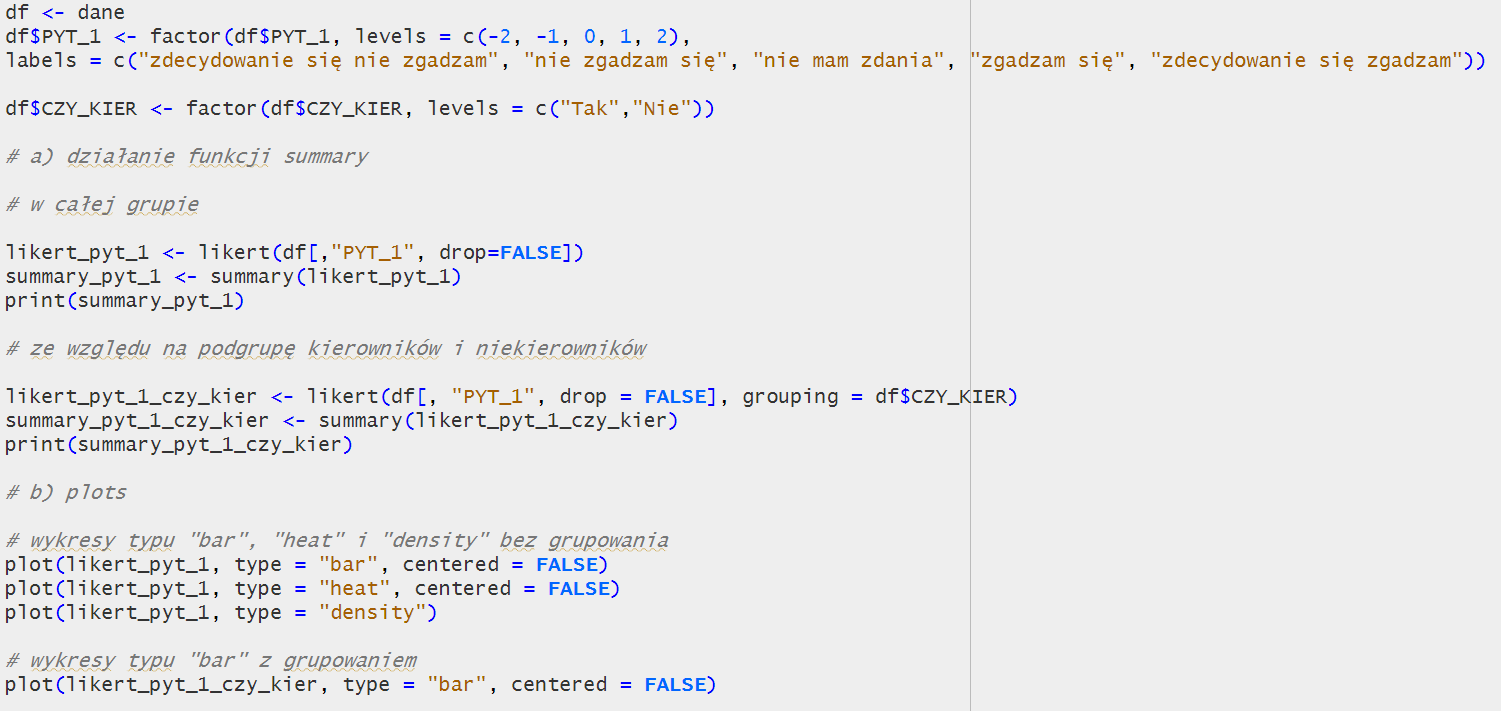 df <- dane
df$PYT_1 <- factor(df$PYT_1, levels = c(-2, -1, 0, 1, 2),
labels = c("zdecydowanie się nie zgadzam", "nie zgadzam się", "nie mam zdania", "zgadzam się", "zdecydowanie się zgadzam"))
df$CZY_KIER <- factor(df$CZY_KIER, levels = c("Tak","Nie"))
# a) działanie funkcji summary
# w całej grupie
likert_pyt_1 <- likert(df[,"PYT_1", drop=FALSE])
summary_pyt_1 <- summary(likert_pyt_1)
print(summary_pyt_1)
# ze względu na podgrupę kierowników i niekierowników
likert_pyt_1_czy_kier <- likert(df[, "PYT_1", drop = FALSE], grouping = df$CZY_KIER)
summary_pyt_1_czy_kier <- summary(likert_pyt_1_czy_kier)
print(summary_pyt_1_czy_kier)
# b) plots
# wykresy typu "bar", "heat" i "density" bez grupowania
plot(likert_pyt_1, type = "bar", centered = FALSE)
plot(likert_pyt_1, type = "heat", centered = FALSE)
plot(likert_pyt_1, type = "density")
# wykresy typu "bar" z grupowaniem
plot(likert_pyt_1_czy_kier, type = "bar", centered = FALSE)